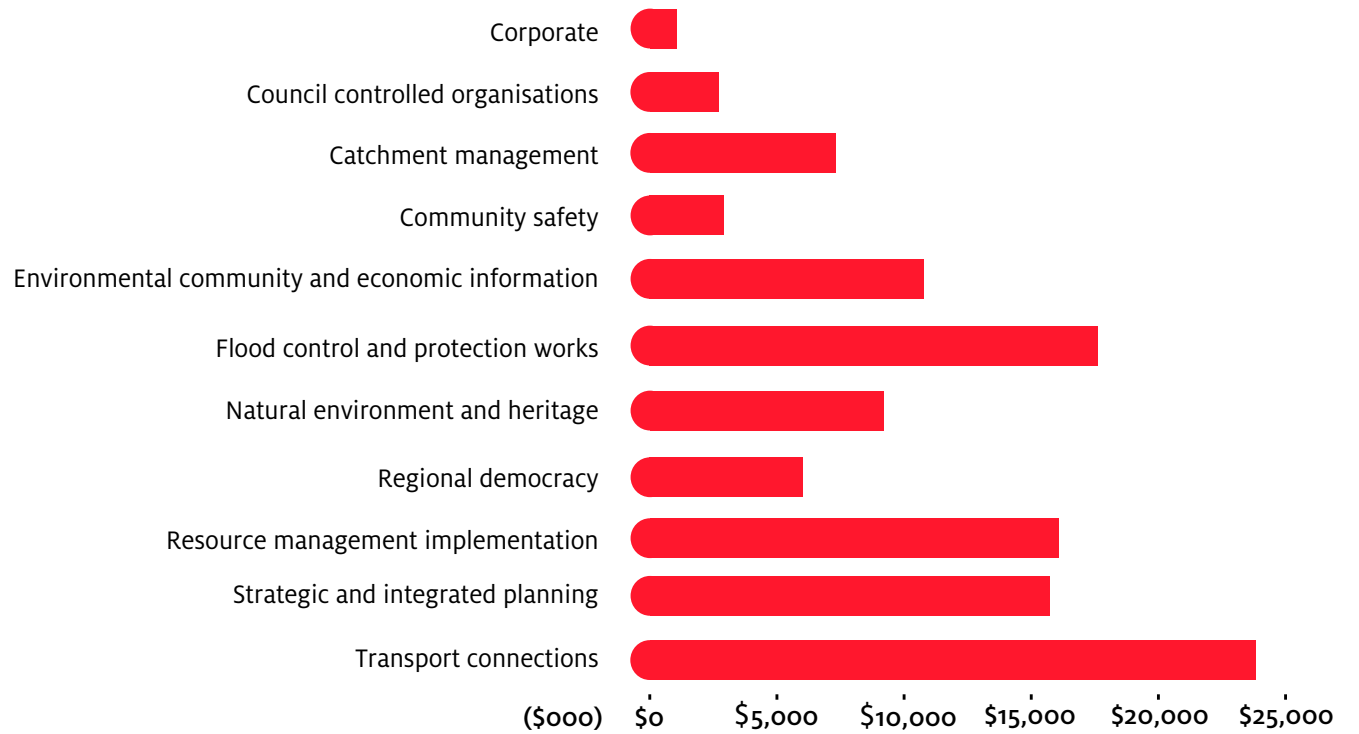 Corporate
Council controlled organisations
Catchment management
Community safety
Environmental community and economic information
Flood control and protection works
Natural environment and heritage
Regional democracy
Resource management implementation
Strategic and integrated planning
Transport connections
($000) $0 $5,000 $10,000 $15,000 $20,000 $25,000